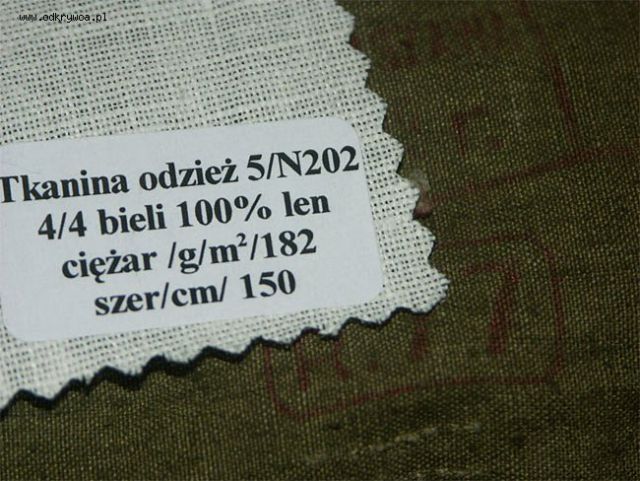 www.odkrywca.pl
Tkanina odzież 5/N202
4/4 bieli 100% len
ciężar /g/m²/182
szer/cm/ 150